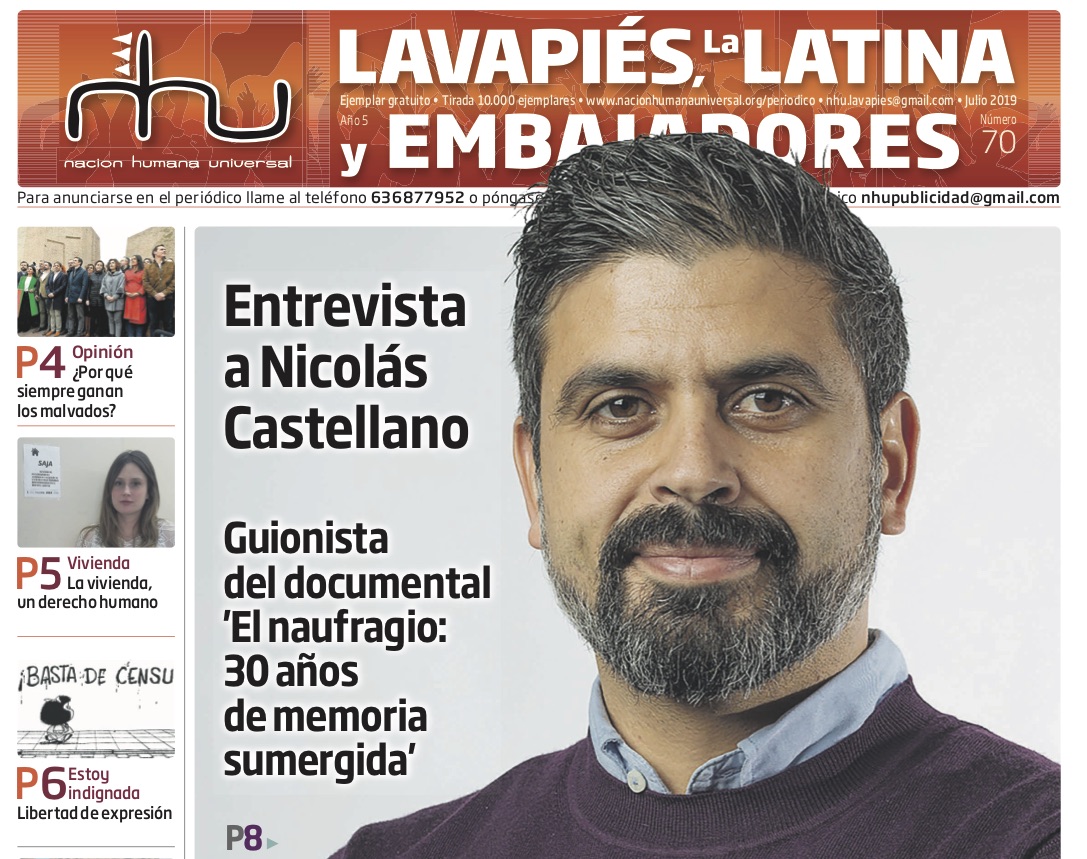 nacion humana universal
LAVAPIÉS, La LATINA
Ejemplar gratuito • Tirada 10.000 ejemplares • www.nacionhumanauniversal.org/periodico • nhu.lavapies@gmail.com • Julio 2019
Año 5
y EMBAJADORES
Número
70
Para anunciarse en el periódico llame al teléfono 636877952 o nhupublicidad@gmail.com
P4 Opinión
¿Por qué
siempre ganan
los malvados?
SAJA
P5 Vivienda
La vivienda,
un derecho humano
¡BASTA DE CENSU
P6 Estoy
indignada
Libertad de expresión
Entrevista
a Nicolás
Castellano
Guionista
del documental
'El naufragio:
30 años
de memoria
sumergida'
P8